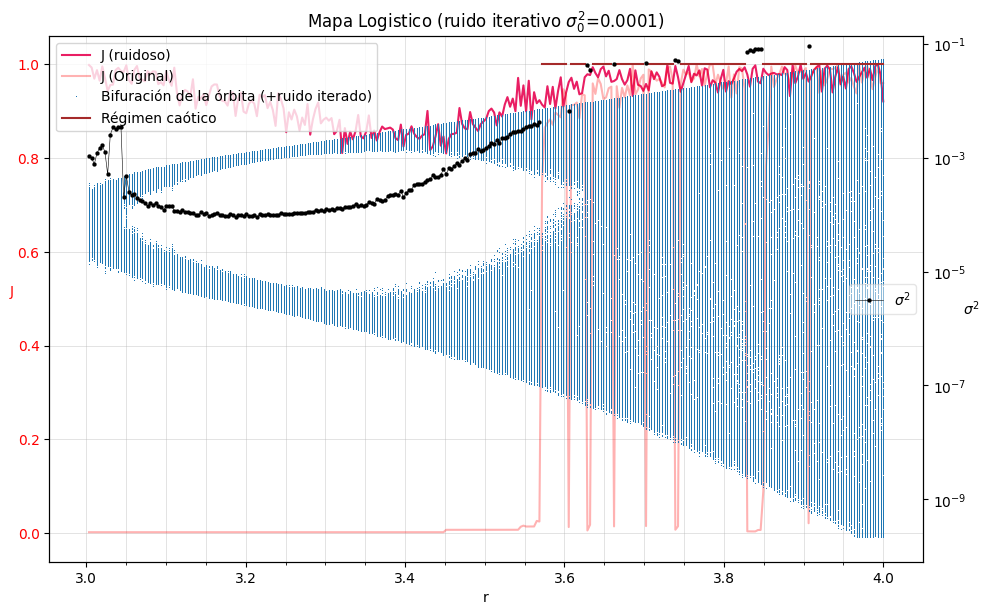 Mapa Logistico (ruido iterativo σ₀²=0.0001)
J (ruidoso)
J (Original)
Bifuración de la órbita (+ruido iterado)
Régimen caótico
1.0
0.8
0.6
0.4
0.2
0.0
J
3.0 3.2 3.4 3.6 3.8 4.0
r
10⁻¹
10⁻³
10⁻⁵
10⁻⁷
10⁻⁹
σ²
σ²